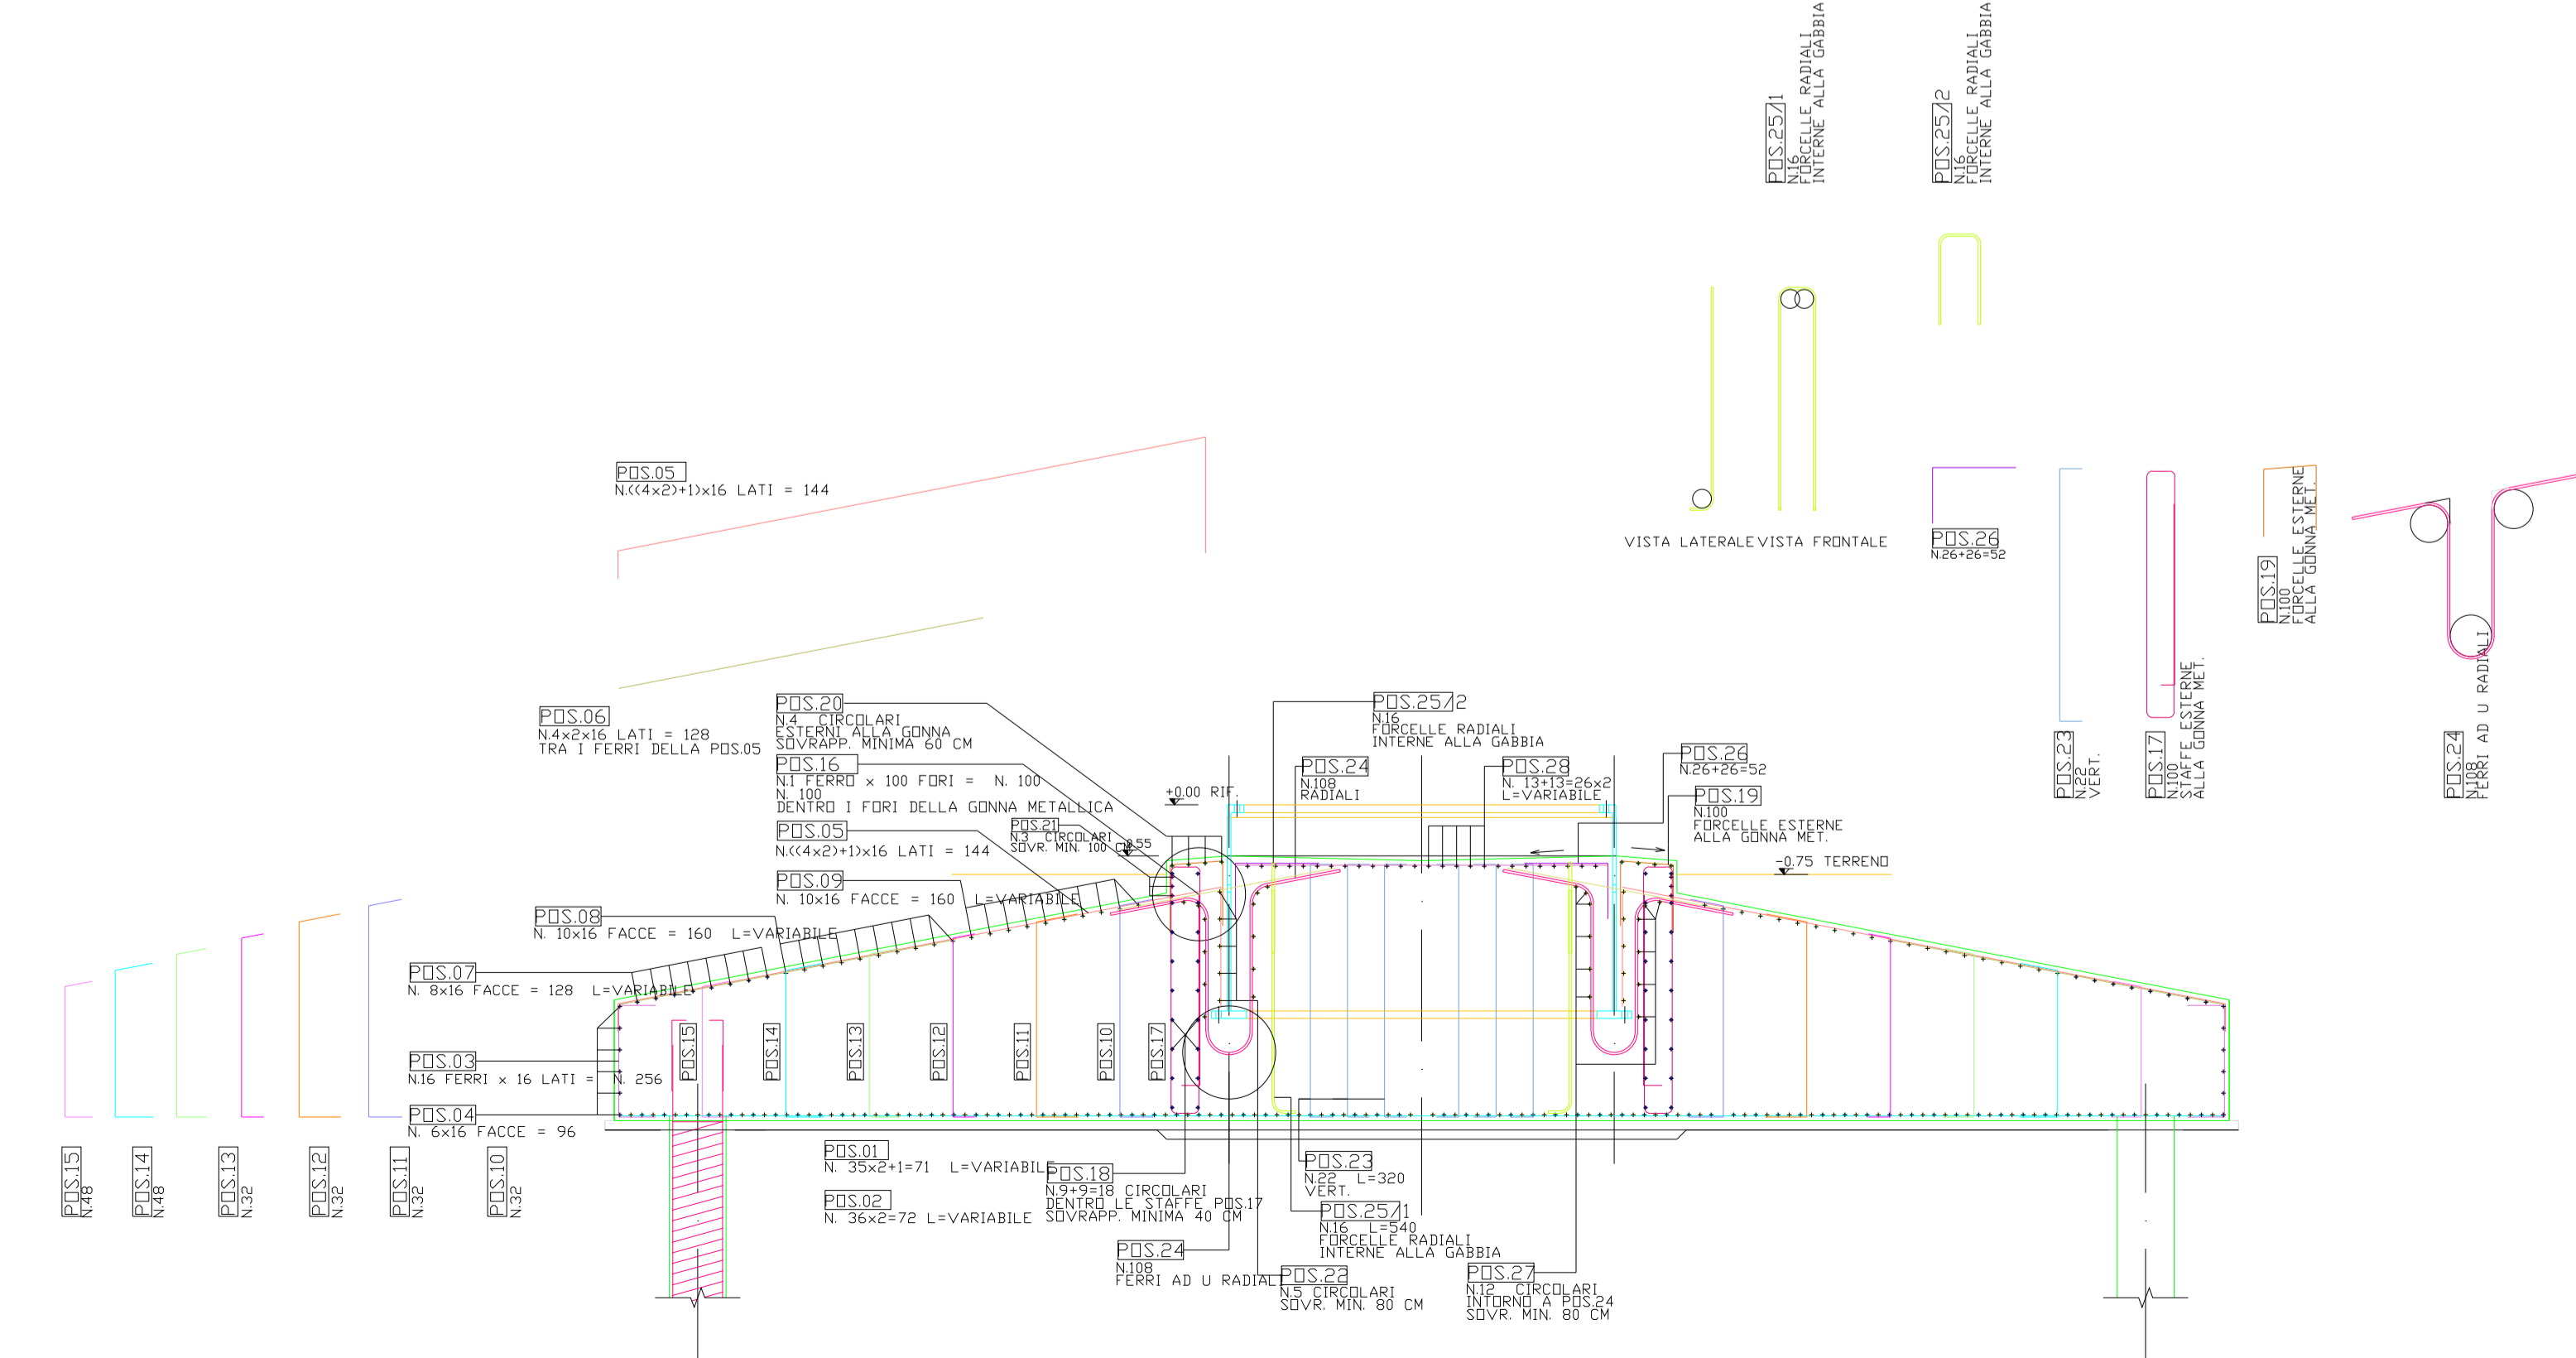 POS.25/1
N.16
FORCELLE RADIALI
INTERNE ALLA GABBIA
POS.25/2
N.16
FORCELLE RADIALI
INTERNE ALLA GABBIA
POS.05
N.((4x2)+1)x16 LATI = 144
VISTA LATERALE
VISTA FRONTALE
POS.26
N.26+26=52
POS.19
N.100
FORCELLE ESTERNE
ALLA GONNA MET.
POS.23
N.22
VERT.
POS.17
N.100
STAFFE ESTERNE
ALLA GONNA MET.
POS.24
N.108
FERRI AD U RADIALI
POS.06
N.4x2x16 LATI = 128
TRA I FERRI DELLA POS.05
POS.20
N.4 CIRCOLARI
ESTERNI ALLA GONNA
SOVRAPP. MINIMA 60 CM
POS.16
N.1 FERRO x 100 FORI = N. 100
N. 100
DENTRO I FORI DELLA GONNA METALLICA
POS.05
N.((4x2)+1)x16 LATI = 144
POS.21
N.3 CIRCOLARI
SOVR. MIN. 100 CM
+0.00 RIF.
-0.55
POS.25/2
N.16
FORCELLE RADIALI
INTERNE ALLA GABBIA
POS.24
N.108
RADIALI
POS.28
N. 13+13=26x2
L=VARIABILE
POS.26
N.26+26=52
POS.19
N.100
FORCELLE ESTERNE
ALLA GONNA MET.
-0.75 TERRENO
POS.09
N. 10x16 FACCE = 160 L=VARIABILE
POS.08
N. 10x16 FACCE = 160 L=VARIABILE
POS.07
N. 8x16 FACCE = 128 L=VARIABILE
POS.03
N.16 FERRI x 16 LATI = N. 256
POS.04
N. 6x16 FACCE = 96
POS.15
POS.14
POS.13
POS.12
POS.11
POS.10
POS.17
POS.15
N.48
POS.14
N.48
POS.13
N.32
POS.12
N.32
POS.11
N.32
POS.10
N.32
POS.01
N. 35x2+1=71 L=VARIABILE
POS.02
N. 36x2=72 L=VARIABILE
POS.18
N.9+9=18 CIRCOLARI
DENTRO LE STAFFE POS.17
SOVRAPP. MINIMA 40 CM
POS.24
N.108
FERRI AD U RADIALI
POS.23
N.22 L=320
VERT.
POS.25/1
N.16 L=540
FORCELLE RADIALI
INTERNE ALLA GABBIA
POS.22
N.5 CIRCOLARI
SOVR. MIN. 80 CM
POS.27
N.12 CIRCOLARI
INTORNO A POS.24
SOVR. MIN. 80 CM